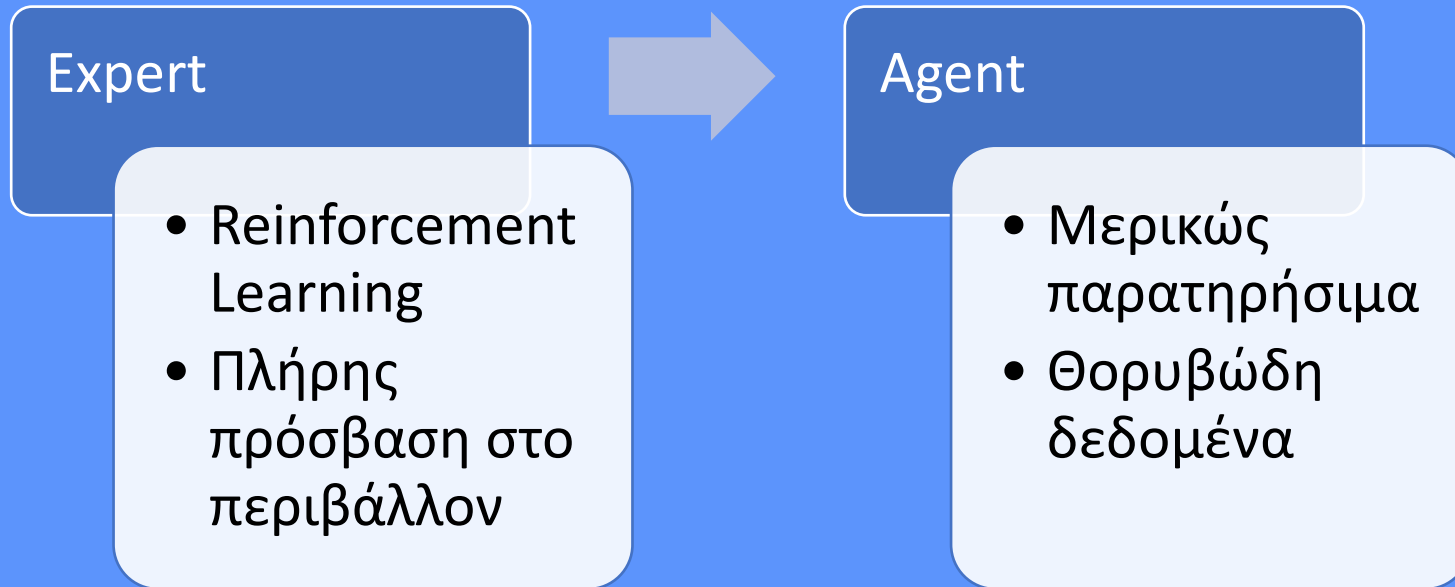 Expert
• Reinforcement
Learning
• Πλήρης
πρόσβαση στο
περιβάλλον
Agent
• Μερικώς
παρατηρήσιμα
• Θορυβώδη
δεδομένα